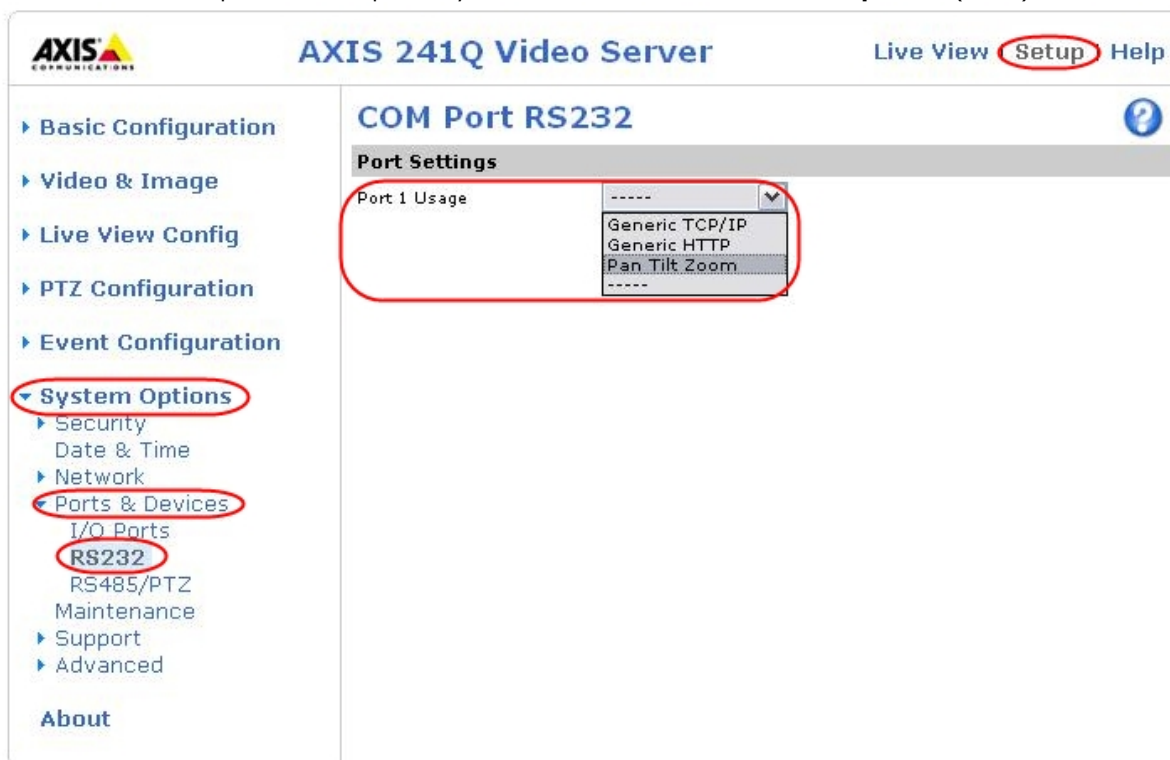 AXIS
COMMUNICATIONS
AXIS 241Q Video Server
Live View | Setup | Help
Basic Configuration
Video & Image
Live View Config
PTZ Configuration
Event Configuration
System Options
Security
Date & Time
Network
Ports & Devices
I/O Ports
RS232
RS485/PTZ
Maintenance
Support
Advanced
About
COM Port RS232
?
Port Settings
Port 1 Usage
-----
Generic TCP/IP
Generic HTTP
Pan Tilt Zoom
-----